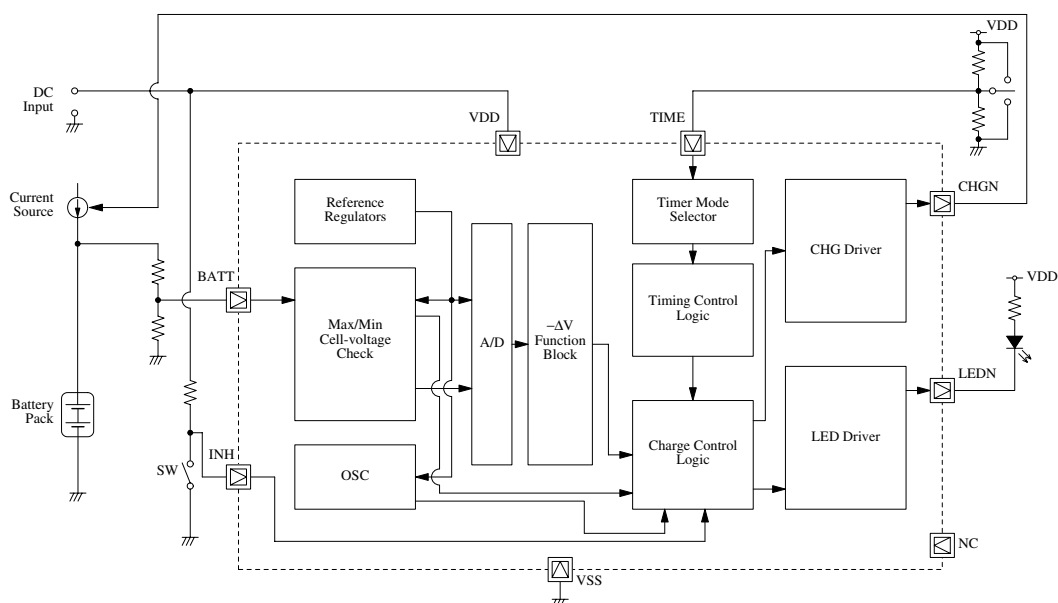 VDD
DC
Input
VDD
TIME
Current
Source
Reference
Regulators
Timer Mode
Selector
CHG Driver
CHGN
BATT
Max/Min
Cell-voltage
Check
A/D
−ΔV
Function
Block
Timing Control
Logic
VDD
LEDN
Battery
Pack
SW
INH
OSC
Charge Control
Logic
LED Driver
NC
VSS